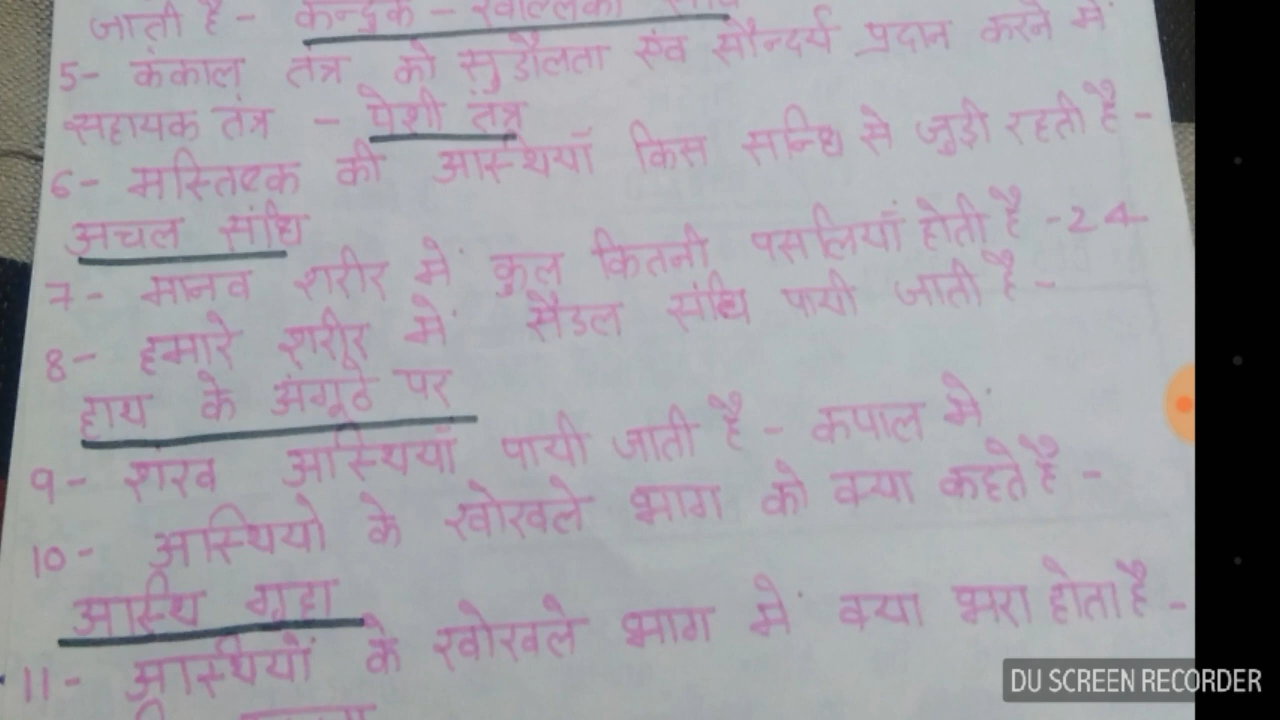 जाती है - कन्दुक - खल्लिका संधि
5- कंकाल तंत्र को सुडौलता एंव सौन्दर्य प्रदान करने में
सहायक तंत्र - पेशी तंत्र
6- मस्तिष्क की अस्थियाँ किस सन्धि से जुड़ी रहती है -
अचल संधि
7- मानव शरीर में कुल कितनी पसलियाँ होती है - 24
8- हमारे शरीर में सैडल संधि पायी जाती है -
हाथ के अंगूठे पर
9- शंख अस्थियां पायी जाती है - कपाल में
10- अस्थियो के खोखले भाग को क्या कहते है -
अस्थि गुहा
11- अस्थियों के खोखले भाग में क्या भरा होता है -
DU SCREEN RECORDER